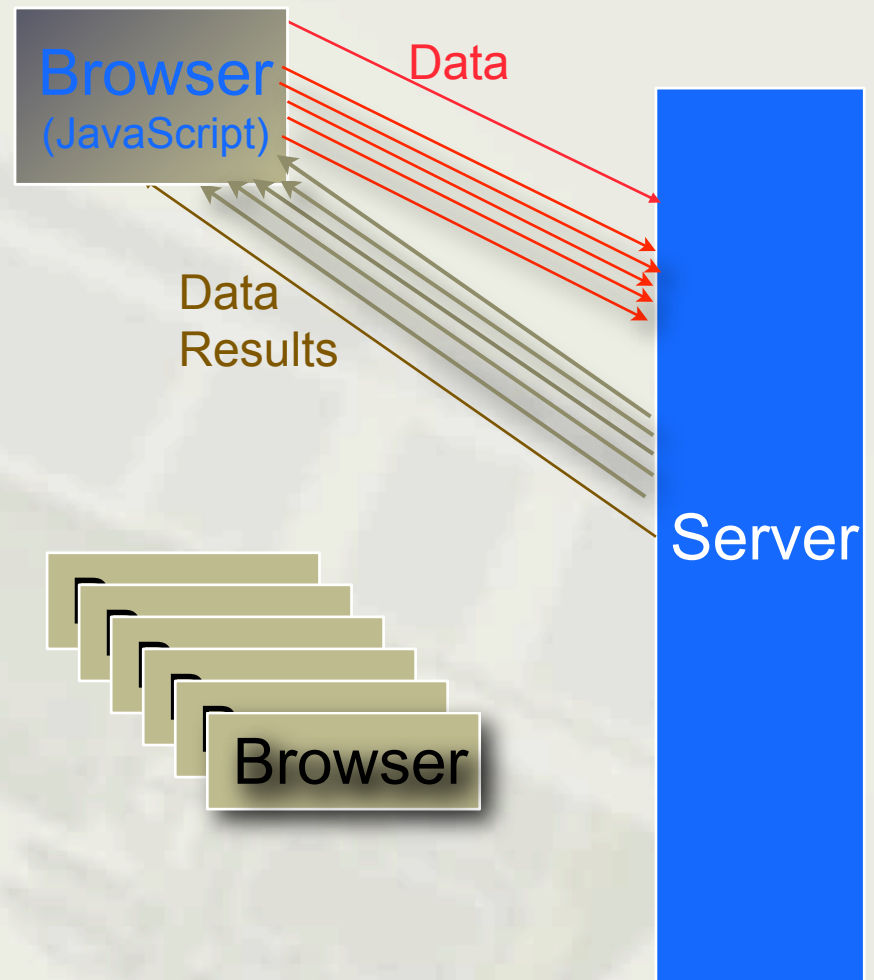 Browser
(JavaScript)
Data
Data
Results
Server
Browser